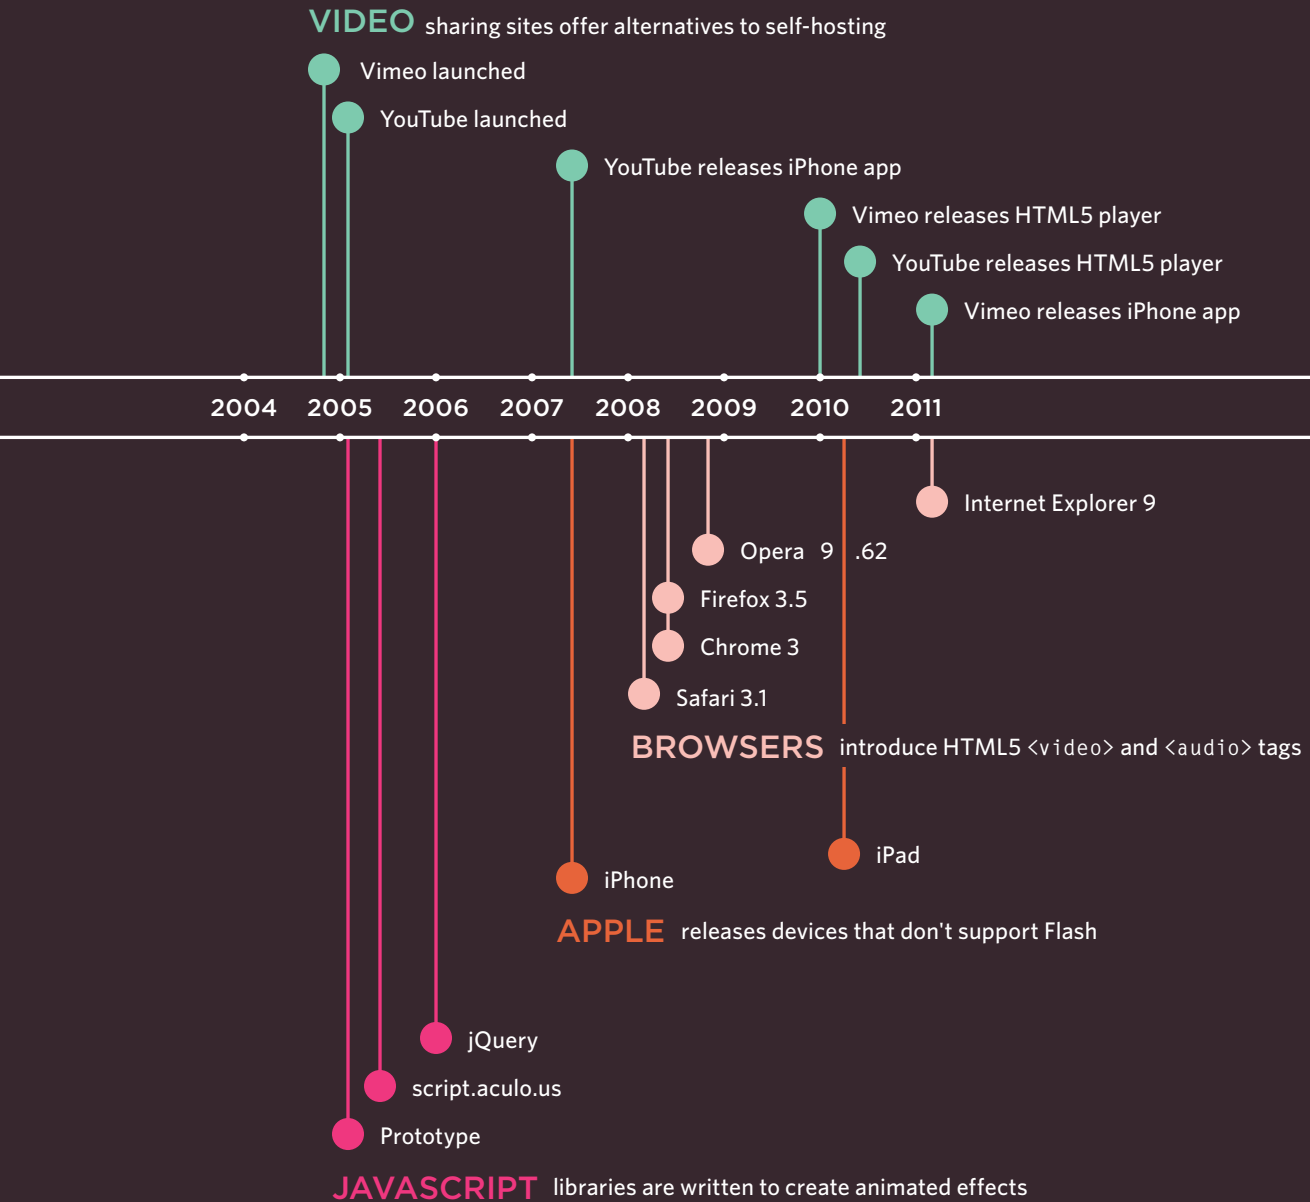 VIDEO sharing sites offer alternatives to self-hosting
Vimeo launched
YouTube launched
YouTube releases iPhone app
Vimeo releases HTML5 player
YouTube releases HTML5 player
Vimeo releases iPhone app
2004 2005 2006 2007 2008 2009 2010 2011
Internet Explorer 9
Opera 9 .62
Firefox 3.5
Chrome 3
Safari 3.1
BROWSERS introduce HTML5 <video> and <audio> tags
iPad
iPhone
APPLE releases devices that don't support Flash
jQuery
script.aculo.us
Prototype
JAVASCRIPT libraries are written to create animated effects